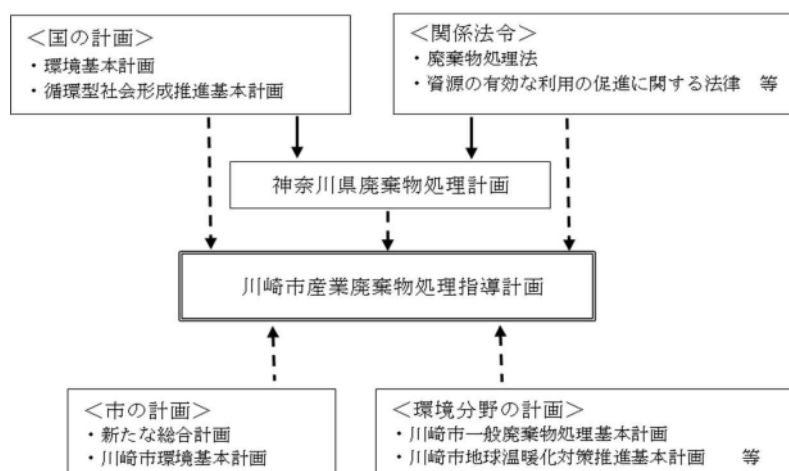 ＜国の計画＞
・環境基本計画
・循環型社会形成推進基本計画
＜関係法令＞
・廃棄物処理法
・資源の有効な利用の促進に関する法律　等
神奈川県廃棄物処理計画
川崎市産業廃棄物処理指導計画
＜市の計画＞
・新たな総合計画
・川崎市環境基本計画
＜環境分野の計画＞
・川崎市一般廃棄物処理基本計画
・川崎市地球温暖化対策推進基本計画　等